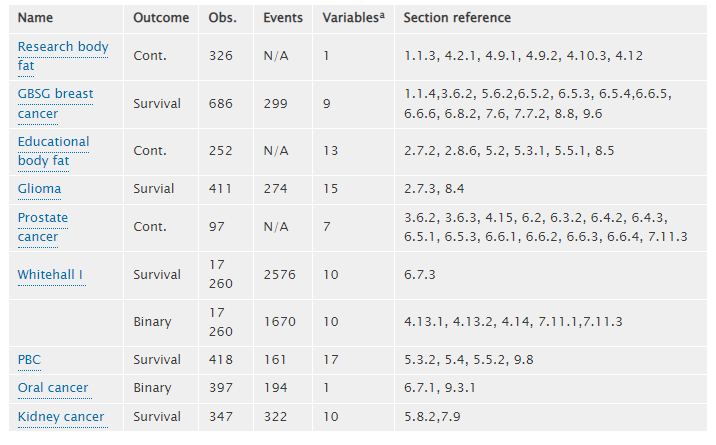 Name Outcome Obs. Events Variablesᵃ Section reference
Research body
fat Cont. 326 N/A 1 1.1.3, 4.2.1, 4.9.1, 4.9.2, 4.10.3, 4.12
GBSG breast
cancer Survival 686 299 9 1.1.4,3.6.2, 5.6.2,6.5.2, 6.5.3, 6.5.4,6.6.5,
6.6.6, 6.8.2, 7.6, 7.7.2, 8.8, 9.6
Educational
body fat Cont. 252 N/A 13 2.7.2, 2.8.6, 5.2, 5.3.1, 5.5.1, 8.5
Glioma Survial 411 274 15 2.7.3, 8.4
Prostate
cancer Cont. 97 N/A 7 3.6.2, 3.6.3, 4.15, 6.2, 6.3.2, 6.4.2, 6.4.3,
6.5.1, 6.5.3, 6.6.1, 6.6.2, 6.6.3, 6.6.4, 7.11.3
Whitehall I Survival 17
260 2576 10 6.7.3
Binary 17
260 1670 10 4.13.1, 4.13.2, 4.14, 7.11.1,7.11.3
PBC Survival 418 161 17 5.3.2, 5.4, 5.5.2, 9.8
Oral cancer Binary 397 194 1 6.7.1, 9.3.1
Kidney cancer Survival 347 322 10 5.8.2,7.9